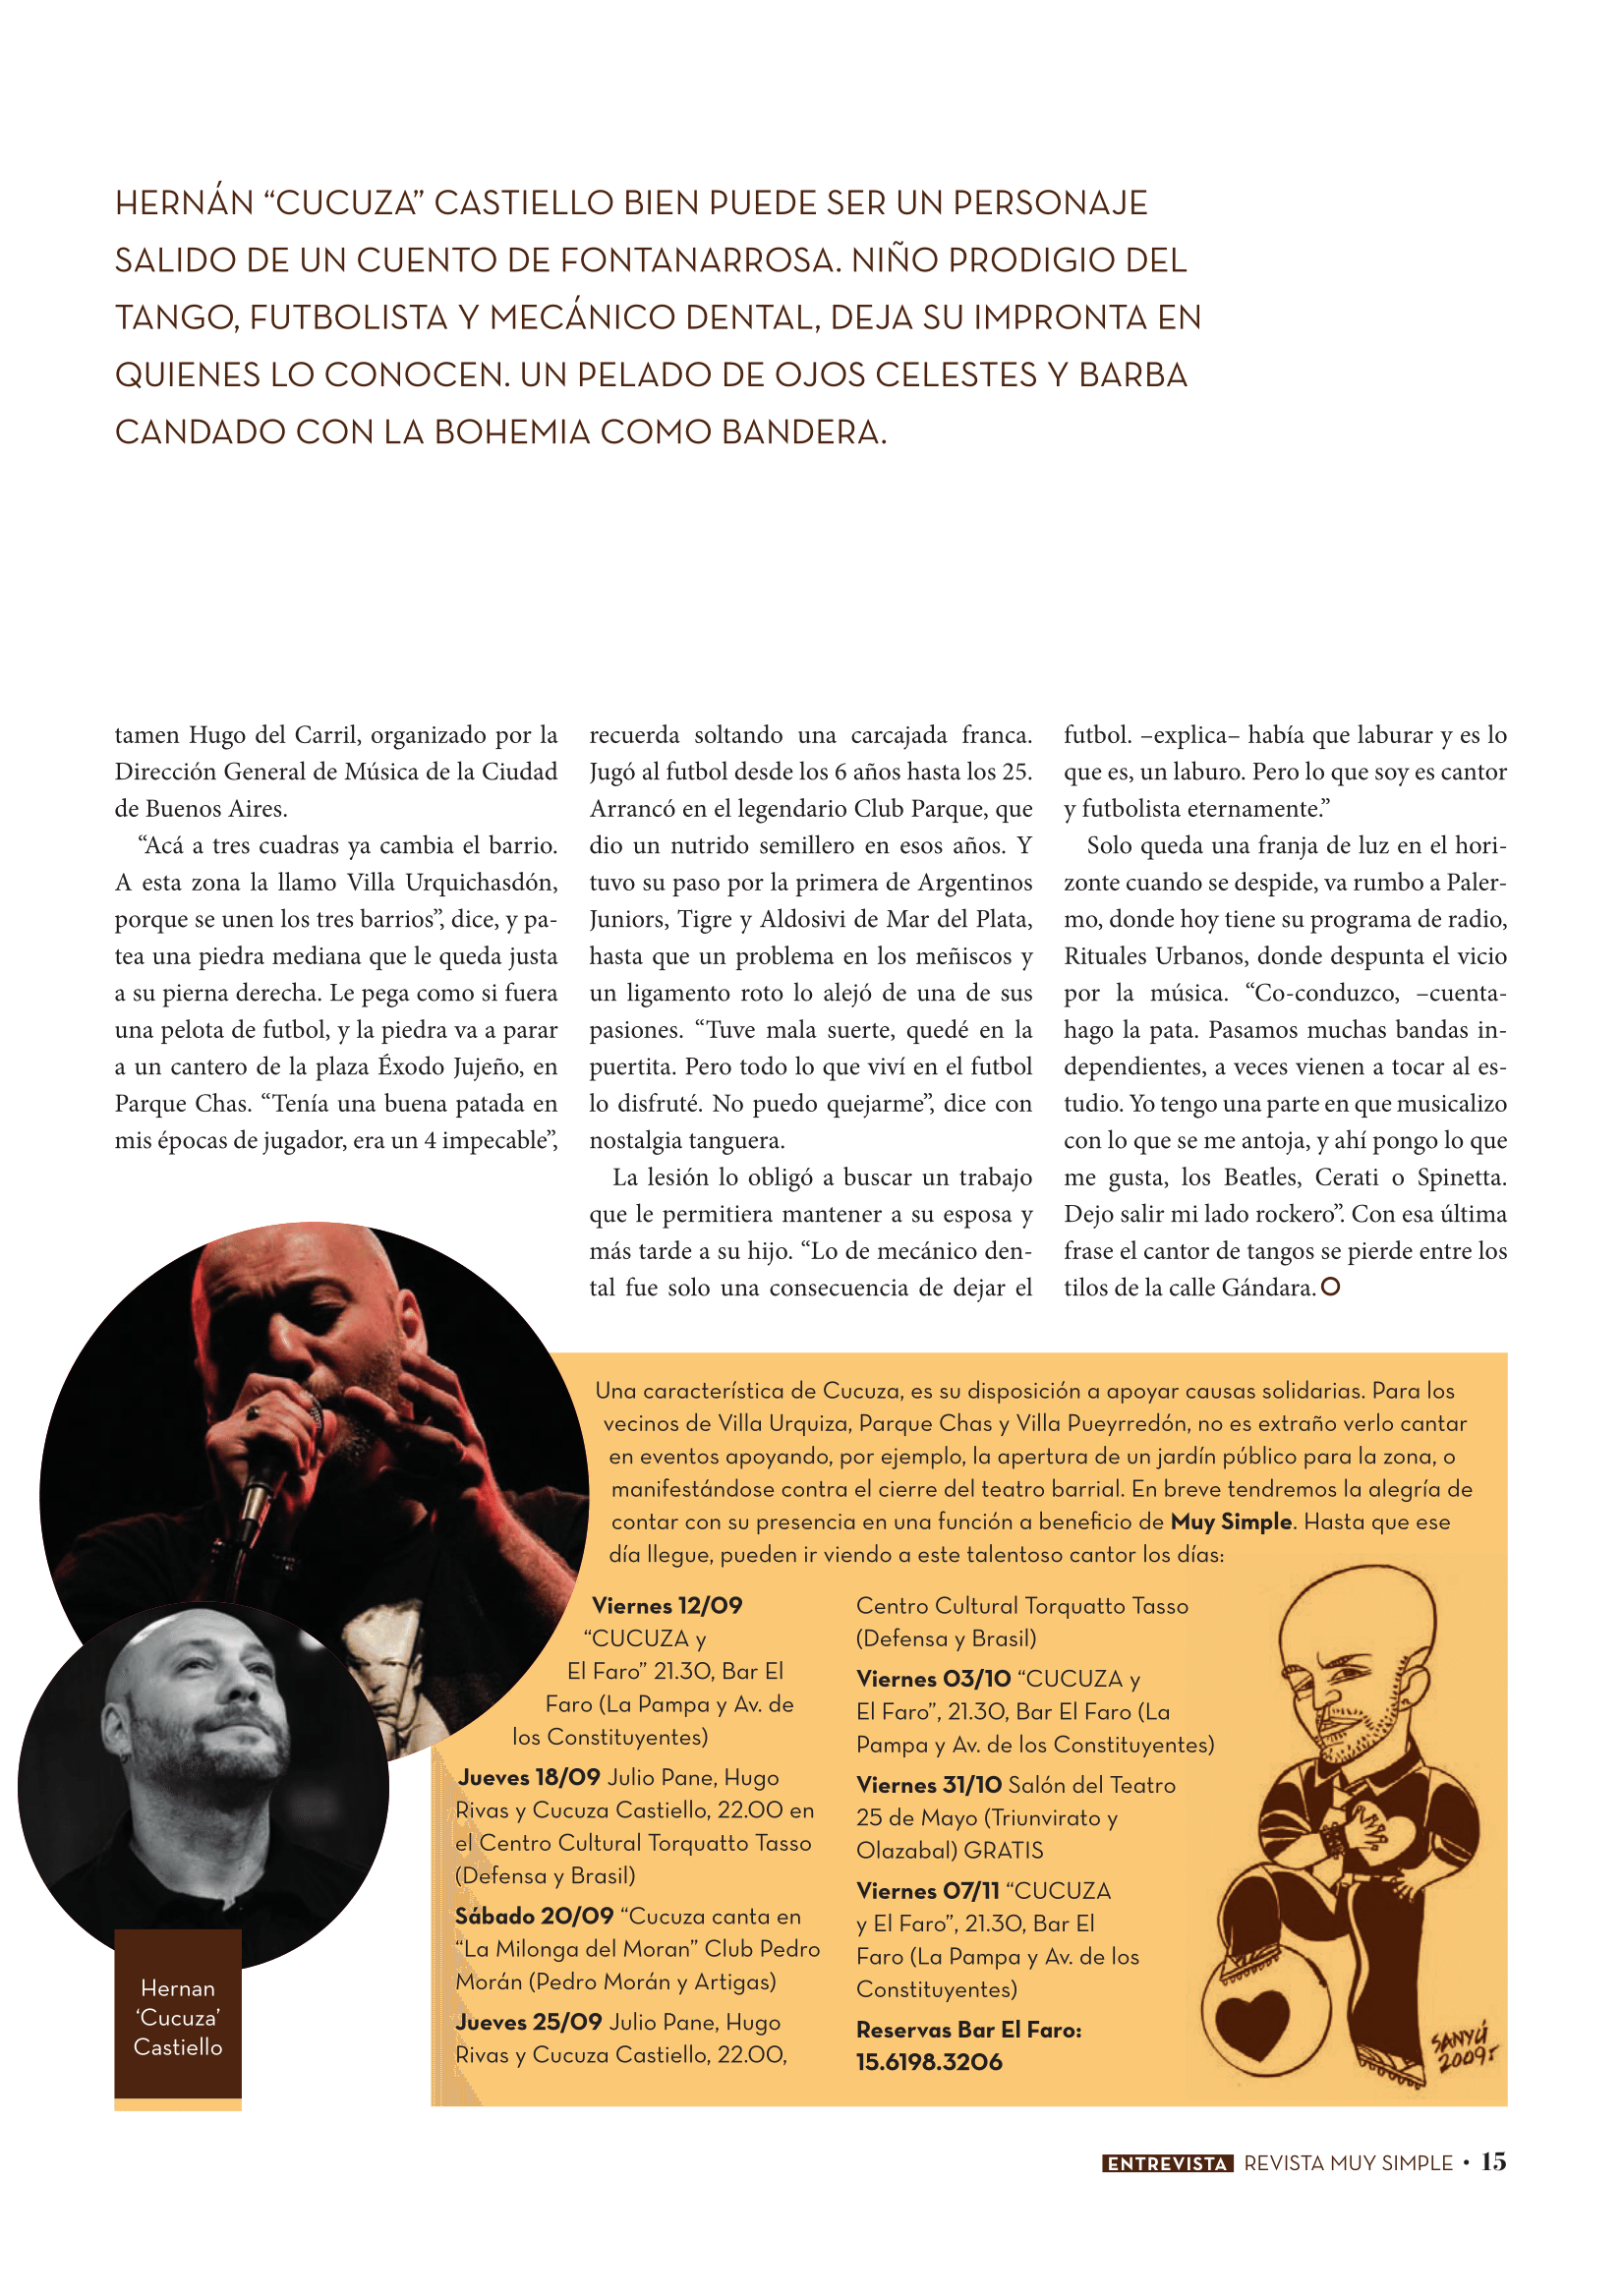 HERNÁN “CUCUZA” CASTIELLO BIEN PUEDE SER UN PERSONAJE
SALIDO DE UN CUENTO DE FONTANARROSA. NIÑO PRODIGIO DEL
TANGO, FUTBOLISTA Y MECÁNICO DENTAL, DEJA SU IMPRONTA EN
QUIENES LO CONOCEN. UN PELADO DE OJOS CELESTES Y BARBA
CANDADO CON LA BOHEMIA COMO BANDERA.
tamen Hugo del Carril, organizado por la
Dirección General de Música de la Ciudad
de Buenos Aires.
“Acá a tres cuadras ya cambia el barrio.
A esta zona la llamo Villa Urquichasdón,
porque se unen los tres barrios”, dice, y pa-
tea una piedra mediana que le queda justa
a su pierna derecha. Le pega como si fuera
una pelota de futbol, y la piedra va a parar
a un cantero de la plaza Éxodo Jujeño, en
Parque Chas. “Tenía una buena patada en
mis épocas de jugador, era un 4 impecable”,
recuerda soltando una carcajada franca.
Jugó al futbol desde los 6 años hasta los 25.
Arrancó en el legendario Club Parque, que
dio un nutrido semillero en esos años. Y
tuvo su paso por la primera de Argentinos
Juniors, Tigre y Aldosivi de Mar del Plata,
hasta que un problema en los meñiscos y
un ligamento roto lo alejó de una de sus
pasiones. “Tuve mala suerte, quedé en la
puertita. Pero todo lo que viví en el futbol
lo disfruté. No puedo quejarme”, dice con
nostalgia tanguera.
La lesión lo obligó a buscar un trabajo
que le permitiera mantener a su esposa y
más tarde a su hijo. “Lo de mecánico den-
tal fue solo una consecuencia de dejar el
futbol. –explica– había que laburar y es lo
que es, un laburo. Pero lo que soy es cantor
y futbolista eternamente.”
Solo queda una franja de luz en el hori-
zonte cuando se despide, va rumbo a Paler-
mo, donde hoy tiene su programa de radio,
Rituales Urbanos, donde despunta el vicio
por la música. “Co-conduzco, –cuenta-
hago la pata. Pasamos muchas bandas in-
dependientes, a veces vienen a tocar al es-
tudio. Yo tengo una parte en que musicalizo
con lo que se me antoja, y ahí pongo lo que
me gusta, los Beatles, Cerati o Spinetta.
Dejo salir mi lado rockero”. Con esa última
frase el cantor de tangos se pierde entre los
tilos de la calle Gándara.
Una característica de Cucuza, es su disposición a apoyar causas solidarias. Para los
vecinos de Villa Urquiza, Parque Chas y Villa Pueyrredón, no es extraño verlo cantar
en eventos apoyando, por ejemplo, la apertura de un jardín público para la zona, o
manifestándose contra el cierre del teatro barrial. En breve tendremos la alegría de
contar con su presencia en una función a beneficio de Muy Simple. Hasta que ese
día llegue, pueden ir viendo a este talentoso cantor los días:
Viernes 12/09
“CUCUZA y
El Faro” 21.30, Bar El
Faro (La Pampa y Av. de
los Constituyentes)
Jueves 18/09 Julio Pane, Hugo
Rivas y Cucuza Castiello, 22.00 en
el Centro Cultural Torquatto Tasso
(Defensa y Brasil)
Sábado 20/09 “Cucuza canta en
“La Milonga del Moran” Club Pedro
Morán (Pedro Morán y Artigas)
Jueves 25/09 Julio Pane, Hugo
Rivas y Cucuza Castiello, 22.00,
Centro Cultural Torquatto Tasso
(Defensa y Brasil)
Viernes 03/10 “CUCUZA y
El Faro”, 21.30, Bar El Faro (La
Pampa y Av. de los Constituyentes)
Viernes 31/10 Salón del Teatro
25 de Mayo (Triunvirato y
Olazabal) GRATIS
Viernes 07/11 “CUCUZA
y El Faro”, 21.30, Bar El
Faro (La Pampa y Av. de los
Constituyentes)
Reservas Bar El Faro:
15.6198.3206
SANYÚ
2009
Hernan
‘Cucuza’
Castiello
ENTREVISTA REVISTA MUY SIMPLE • 15